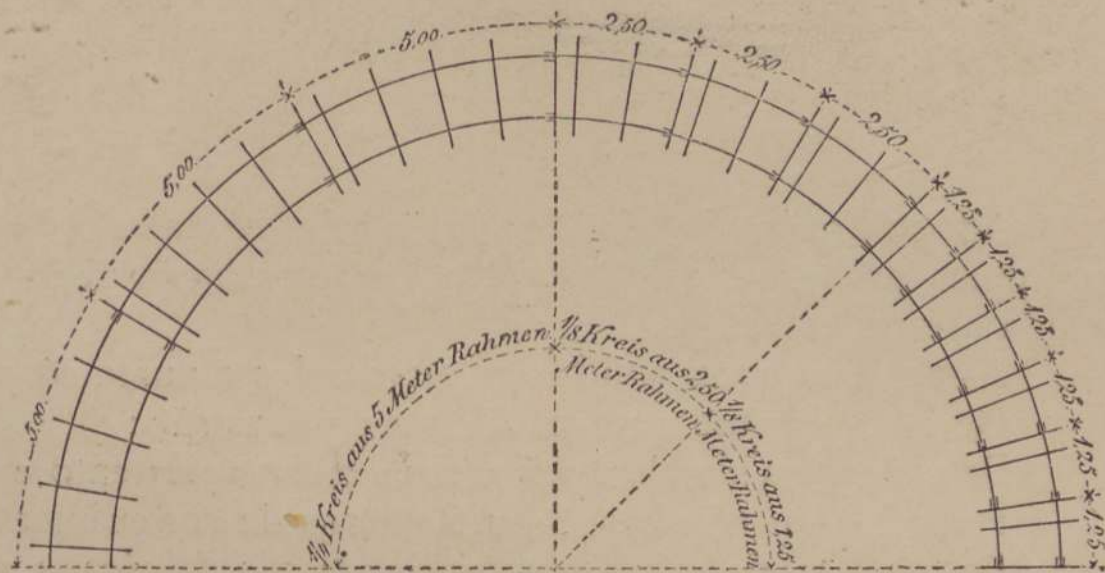 5,00
5,00
5,00
2,50
2,50
2,50
1,25
1,25
1,25
1,25
1,25
1,25
1/4 Kreis aus 5 Meter Rahmen
1/8 Kreis aus 2,50
Meter Rahmen
1/8 Kreis aus 1,25
Meter Rahmen